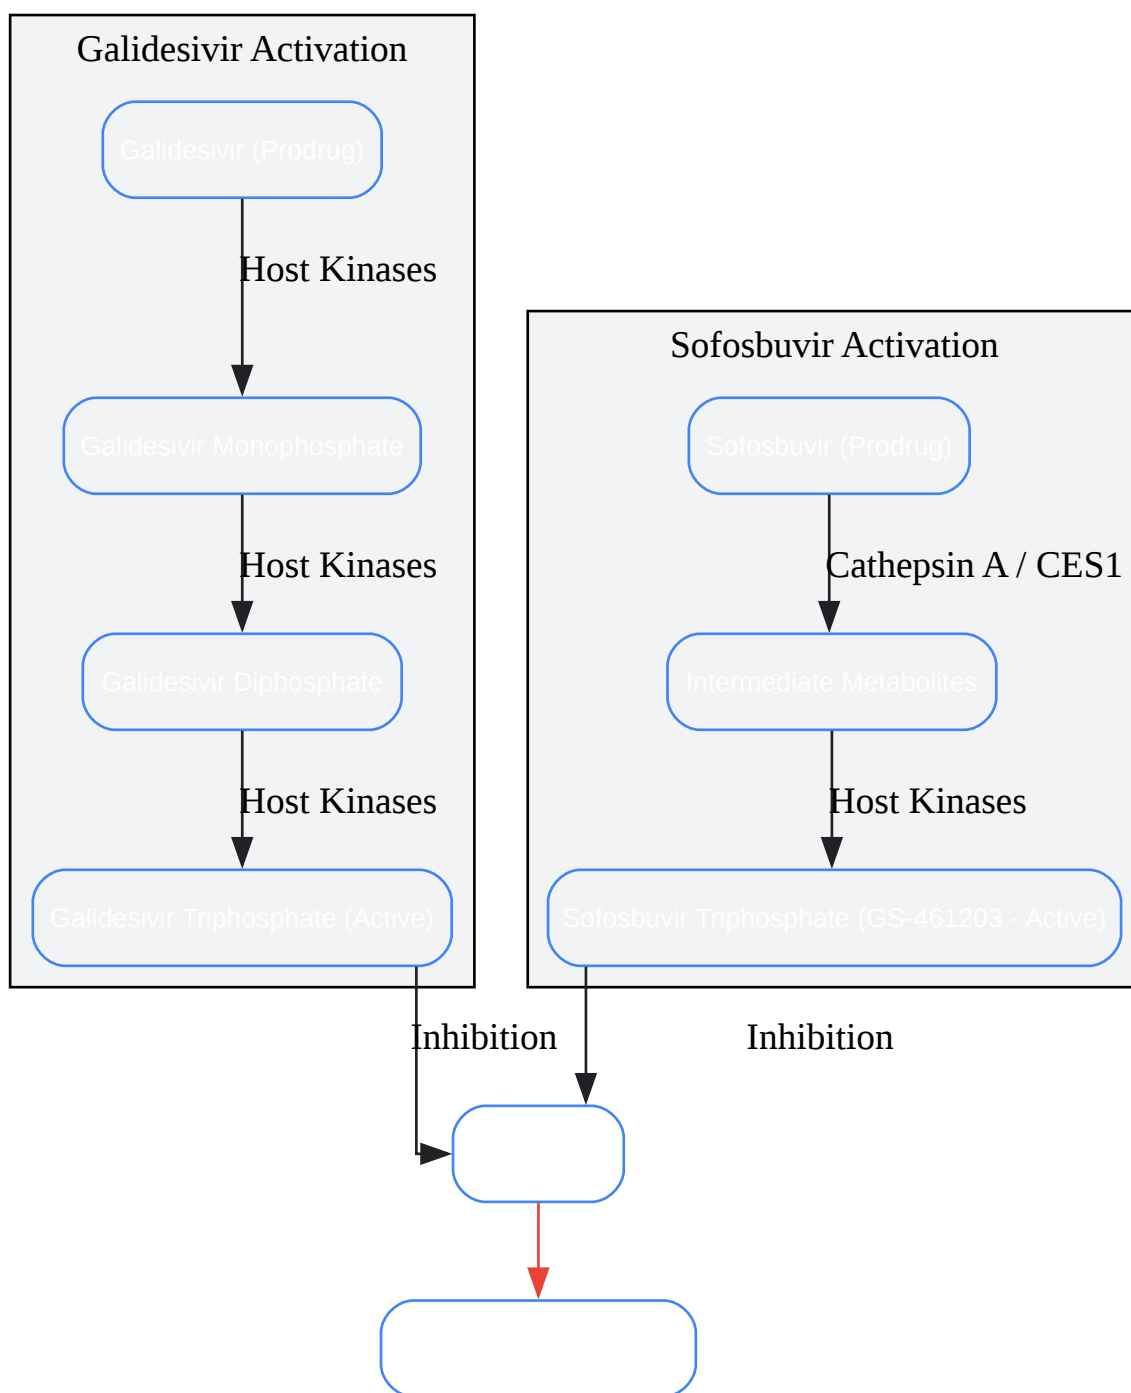 Galidesivir Activation
Galidesivir (Prodrug)
Host Kinases
Galidesivir Monophosphate
Host Kinases
Galidesivir Diphosphate
Host Kinases
Galidesivir Triphosphate (Active)
Inhibition
Sofosbuvir Activation
Sofosbuvir (Prodrug)
Cathepsin A / CES1
Intermediate Metabolites
Host Kinases
Sofosbuvir Triphosphate (GS-461203 - Active)
Inhibition